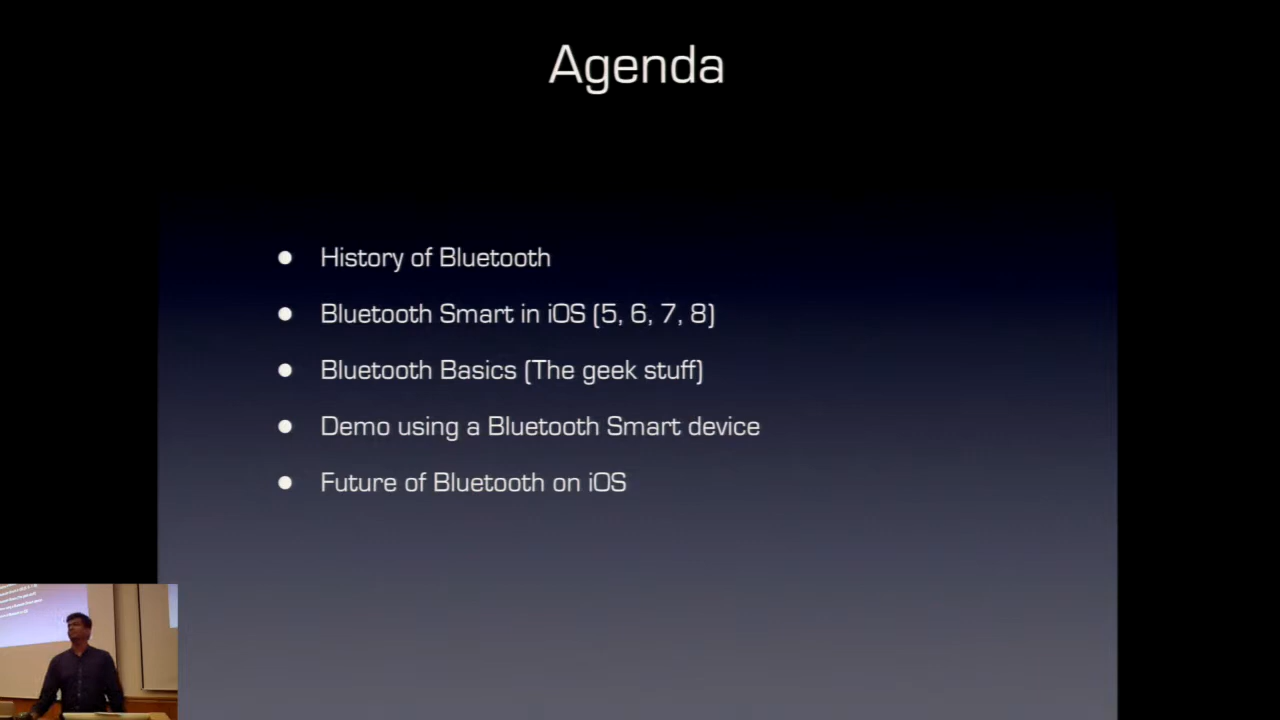 Agenda
● History of Bluetooth
● Bluetooth Smart in iOS (5, 6, 7, 8)
● Bluetooth Basics (The geek stuff)
● Demo using a Bluetooth Smart device
● Future of Bluetooth on iOS